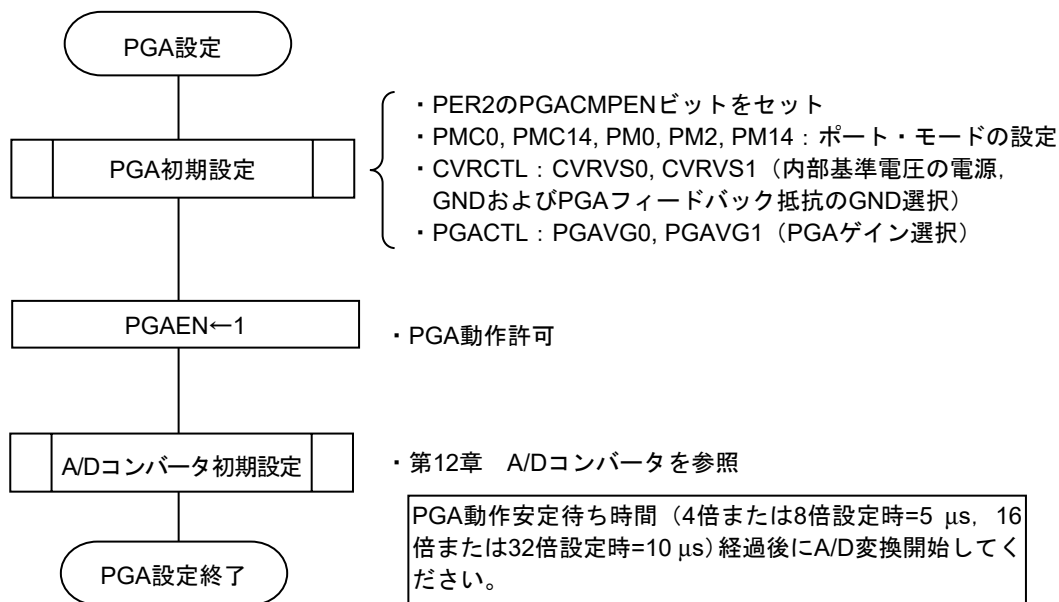 PGA設定
PGA初期設定
・PER2のPGACMPENビットをセット
・PMC0, PMC14, PM0, PM2, PM14：ポート・モードの設定
・CVRCTL：CVRVS0, CVRVS1（内部基準電圧の電源,
GNDおよびPGAフィードバック抵抗のGND選択）
・PGACTL：PGAVG0, PGAVG1（PGAゲイン選択）
PGAEN←1
・PGA動作許可
A/Dコンバータ初期設定
・第12章　A/Dコンバータを参照
PGA動作安定待ち時間（4倍または8倍設定時=5 μs，16
倍または32倍設定時=10 μs）経過後にA/D変換開始してく
ださい。
PGA設定終了